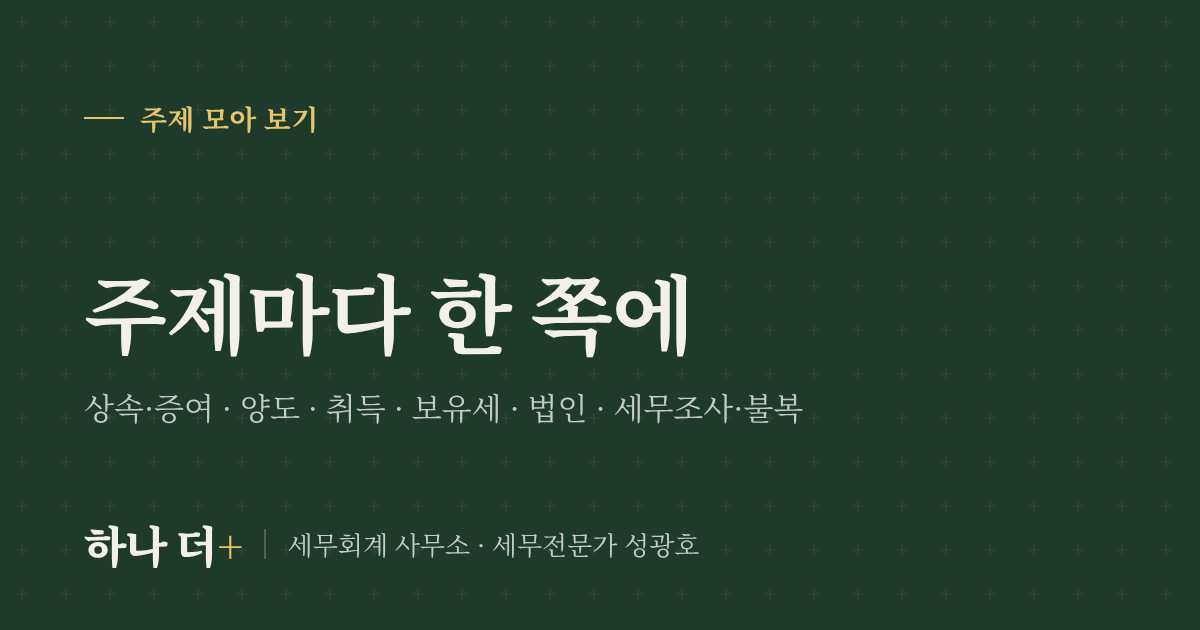 주제 모아 보기
주제마다 한 쪽에
상속·증여 · 양도 · 취득 · 보유세 · 법인 · 세무조사·불복
하나 더+ | 세무회계 사무소 · 세무전문가 성광호